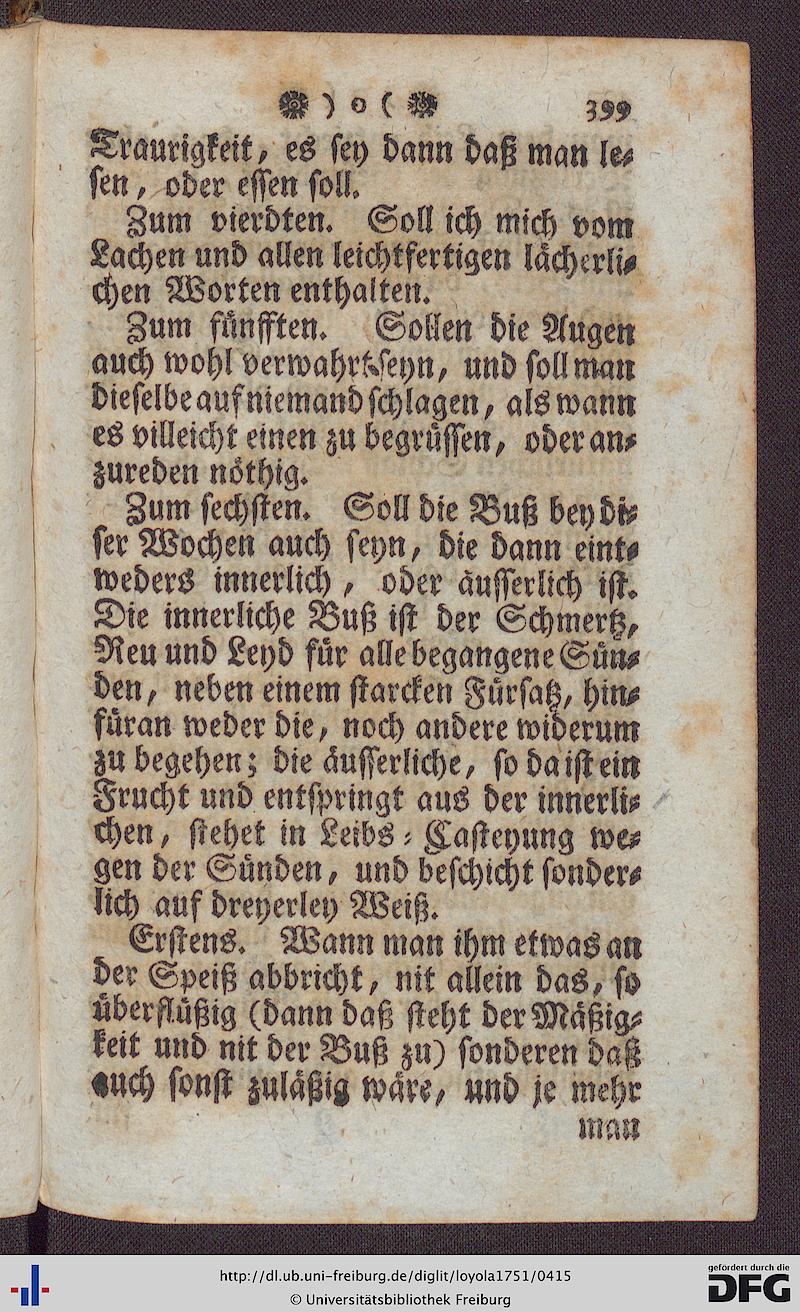 ) o ( 399
Traurigkeit, es sey dann daß man le⸗
sen, oder essen soll.
Zum vierdten. Soll ich mich vom
Lachen und allen leichtfertigen lächerli⸗
chen Worten enthalten.
Zum fünfften. Sollen die Augen
auch wohl verwahrt seyn, und soll man
dieselbe auf niemand schlagen, als wann
es villeicht einen zu begrüssen, oder an⸗
zureden nöthig.
Zum sechsten. Soll die Buß bey di⸗
ser Wochen auch seyn, die dann eint⸗
weders innerlich, oder äusserlich ist.
Die innerliche Buß ist der Schmertz,
Reu und Leyd für alle begangene Sün⸗
den, neben einem starcken Fürsatz, hin⸗
füran weder die, noch andere widerum
zu begehen; die äusserliche, so da ist ein
Frucht und entspringt aus der innerli⸗
chen, stehet in Leibs⸗Casteyung we⸗
gen der Sünden, und beschicht sonder⸗
lich auf dreyerley Weiß.
Erstens. Wann man ihm etwas an
der Speiß abbricht, nit allein das, so
überflüßig (dann daß steht der Mäßig⸗
keit und nit der Buß zu) sonderen daß
auch sonst zuläßig wäre, und je mehr
man
http://dl.ub.uni-freiburg.de/diglit/loyola1751/0415
© Universitätsbibliothek Freiburg
gefördert durch die
DFG